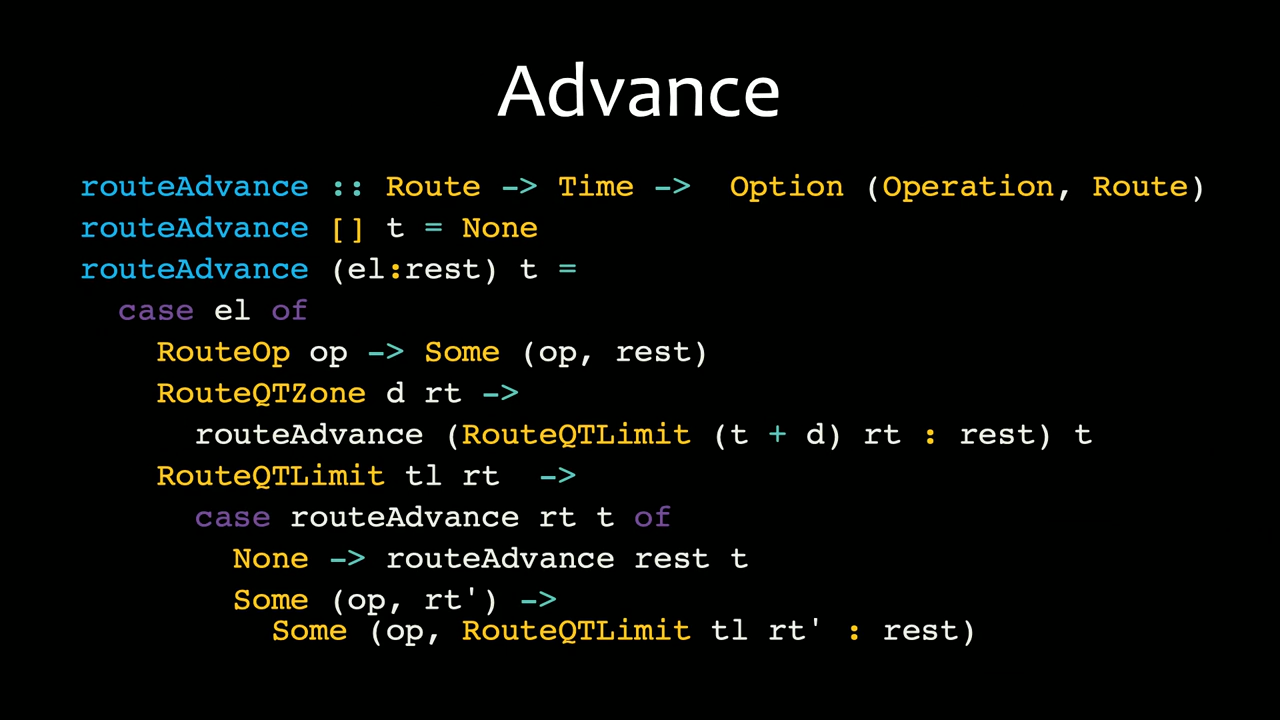 Advance
routeAdvance :: Route -> Time ->  Option (Operation, Route)
routeAdvance [] t = None
routeAdvance (el:rest) t =
  case el of
    RouteOp op -> Some (op, rest)
    RouteQTZone d rt ->
      routeAdvance (RouteQTLimit (t + d) rt : rest) t
    RouteQTLimit tl rt  ->
      case routeAdvance rt t of
        None -> routeAdvance rest t
        Some (op, rt') ->
          Some (op, RouteQTLimit tl rt' : rest)